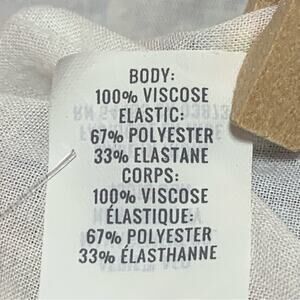 BODY:
100% VISCOSE
ELASTIC:
67% POLYESTER
33% ELASTANE
CORPS:
100% VISCOSE
ÉLASTIQUE:
67% POLYESTER
33% ÉLASTHANNE